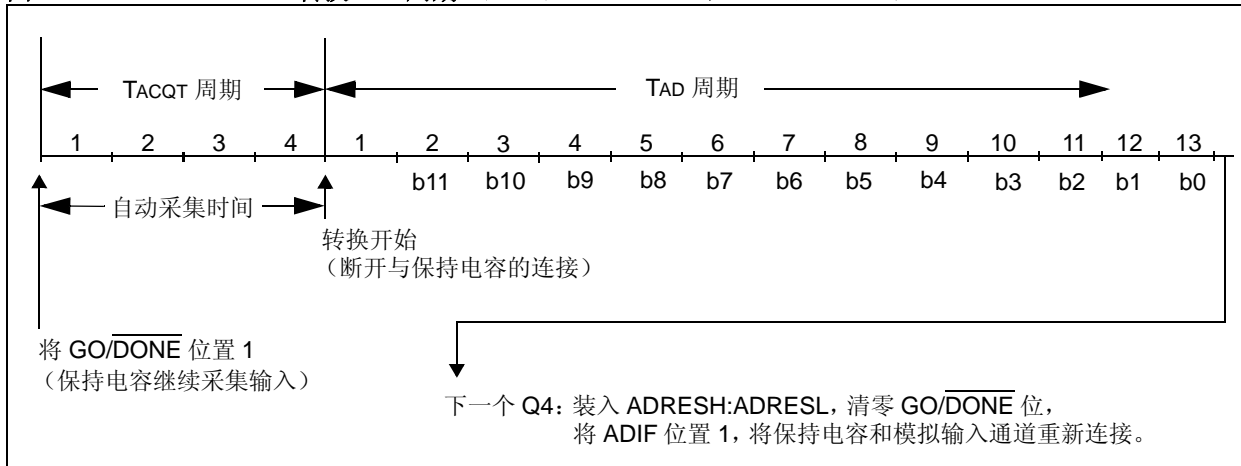 TACQT 周期 TAD 周期
1 2 3 4 1 2 3 4 5 6 7 8 9 10 11 12 13
b11 b10 b9 b8 b7 b6 b5 b4 b3 b2 b1 b0
自动采集时间
转换开始
（断开与保持电容的连接）
将 GO/DONE 位置 1
（保持电容继续采集输入）
下一个 Q4：装入 ADRESH:ADRESL，清零 GO/DONE 位，
将 ADIF 位置 1，将保持电容和模拟输入通道重新连接。